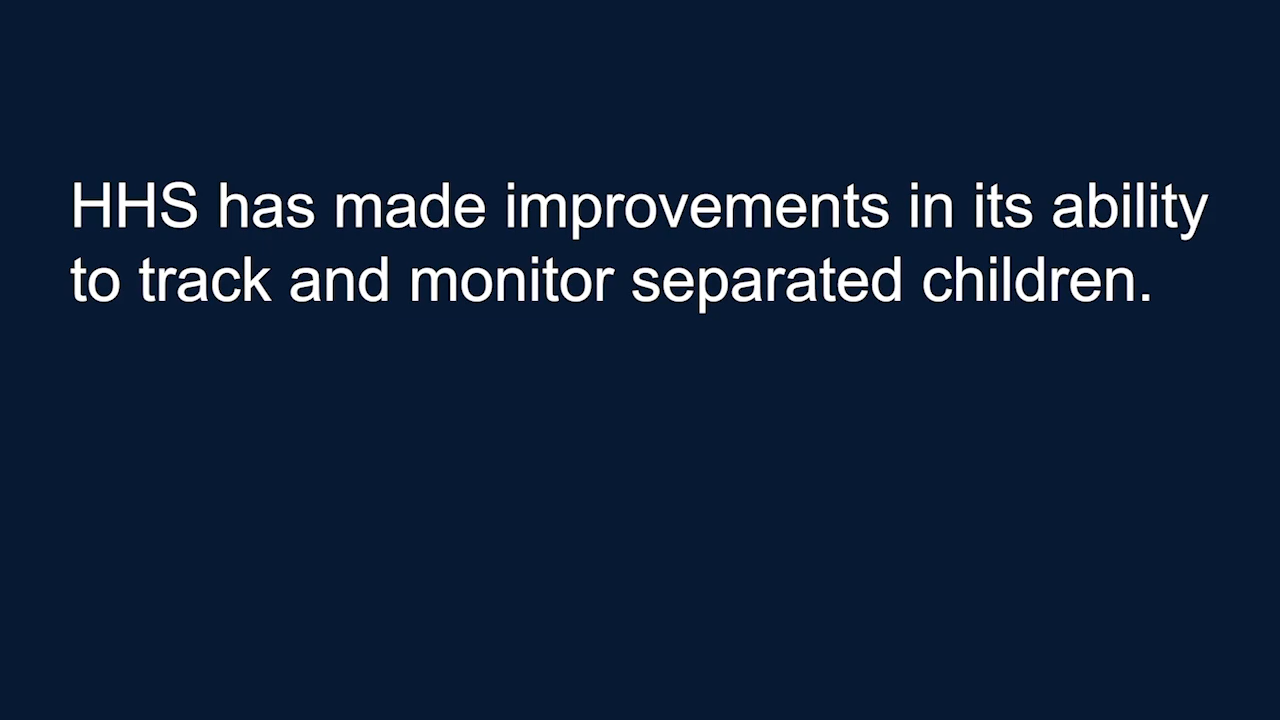 HHS has made improvements in its ability
to track and monitor separated children.